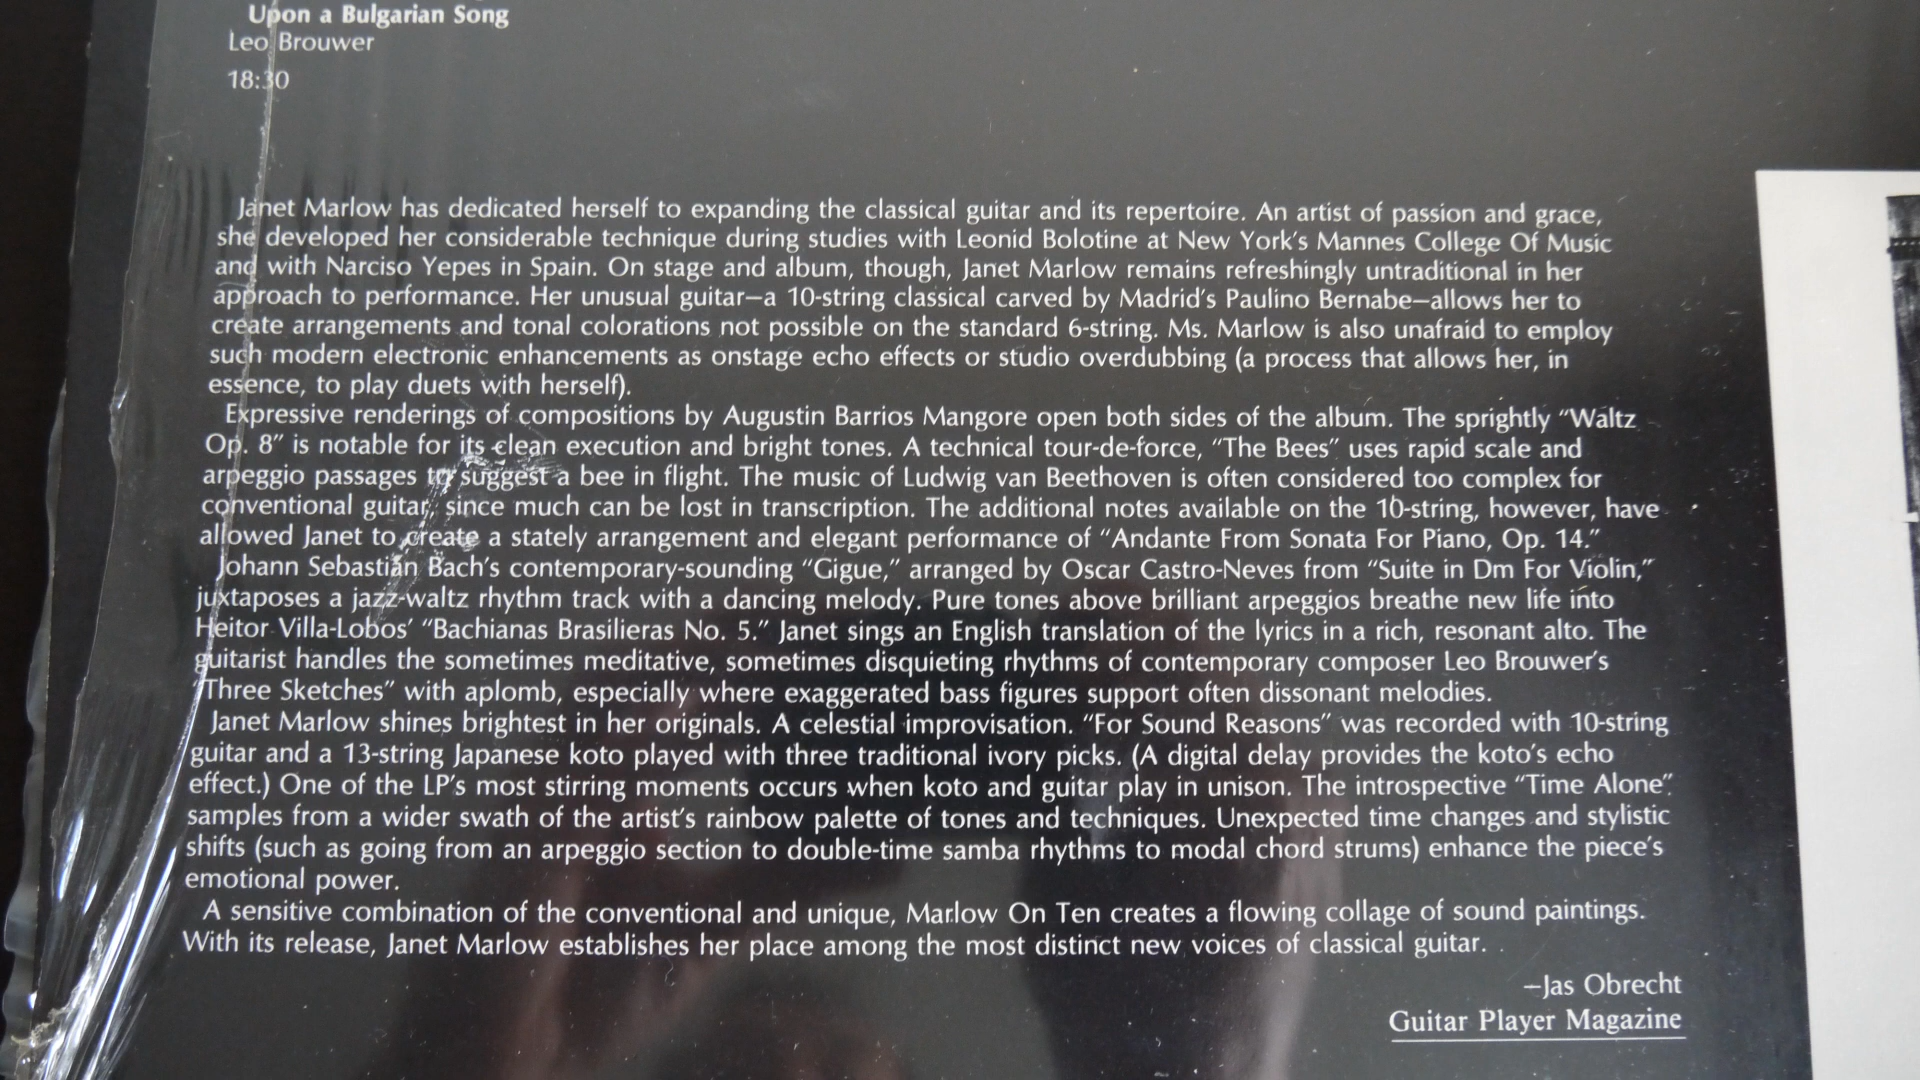 Upon a Bulgarian Song
Leo Brouwer
18:30
Janet Marlow has dedicated herself to expanding the classical guitar and its repertoire. An artist of passion and grace,
she developed her considerable technique during studies with Leonid Bolotine at New York's Mannes College Of Music
and with Narciso Yepes in Spain. On stage and album, though, Janet Marlow remains refreshingly untraditional in her
approach to performance. Her unusual guitar—a 10-string classical carved by Madrid's Paulino Bernabe—allows her to
create arrangements and tonal colorations not possible on the standard 6-string. Ms. Marlow is also unafraid to employ
such modern electronic enhancements as onstage echo effects or studio overdubbing (a process that allows her, in
essence, to play duets with herself).
Expressive renderings of compositions by Augustin Barrios Mangore open both sides of the album. The sprightly "Waltz
Op. 8" is notable for its clean execution and bright tones. A technical tour-de-force, "The Bees" uses rapid scale and
arpeggio passages to suggest a bee in flight. The music of Ludwig van Beethoven is often considered too complex for
conventional guitar, since much can be lost in transcription. The additional notes available on the 10-string, however, have
allowed Janet to create a stately arrangement and elegant performance of "Andante From Sonata For Piano, Op. 14."
Johann Sebastian Bach's contemporary-sounding "Gigue," arranged by Oscar Castro-Neves from "Suite in Dm For Violin,"
juxtaposes a jazz-waltz rhythm track with a dancing melody. Pure tones above brilliant arpeggios breathe new life into
Heitor Villa-Lobos' "Bachianas Brasilieras No. 5." Janet sings an English translation of the lyrics in a rich, resonant alto. The
guitarist handles the sometimes meditative, sometimes disquieting rhythms of contemporary composer Leo Brouwer's
"Three Sketches" with aplomb, especially where exaggerated bass figures support often dissonant melodies.
Janet Marlow shines brightest in her originals. A celestial improvisation. "For Sound Reasons" was recorded with 10-string
guitar and a 13-string Japanese koto played with three traditional ivory picks. (A digital delay provides the koto's echo
effect.) One of the LP's most stirring moments occurs when koto and guitar play in unison. The introspective "Time Alone".
samples from a wider swath of the artist's rainbow palette of tones and techniques. Unexpected time changes and stylistic
shifts (such as going from an arpeggio section to double-time samba rhythms to modal chord strums) enhance the piece's
emotional power.
A sensitive combination of the conventional and unique, Marlow On Ten creates a flowing collage of sound paintings.
With its release, Janet Marlow establishes her place among the most distinct new voices of classical guitar.
—Jas Obrecht
Guitar Player Magazine